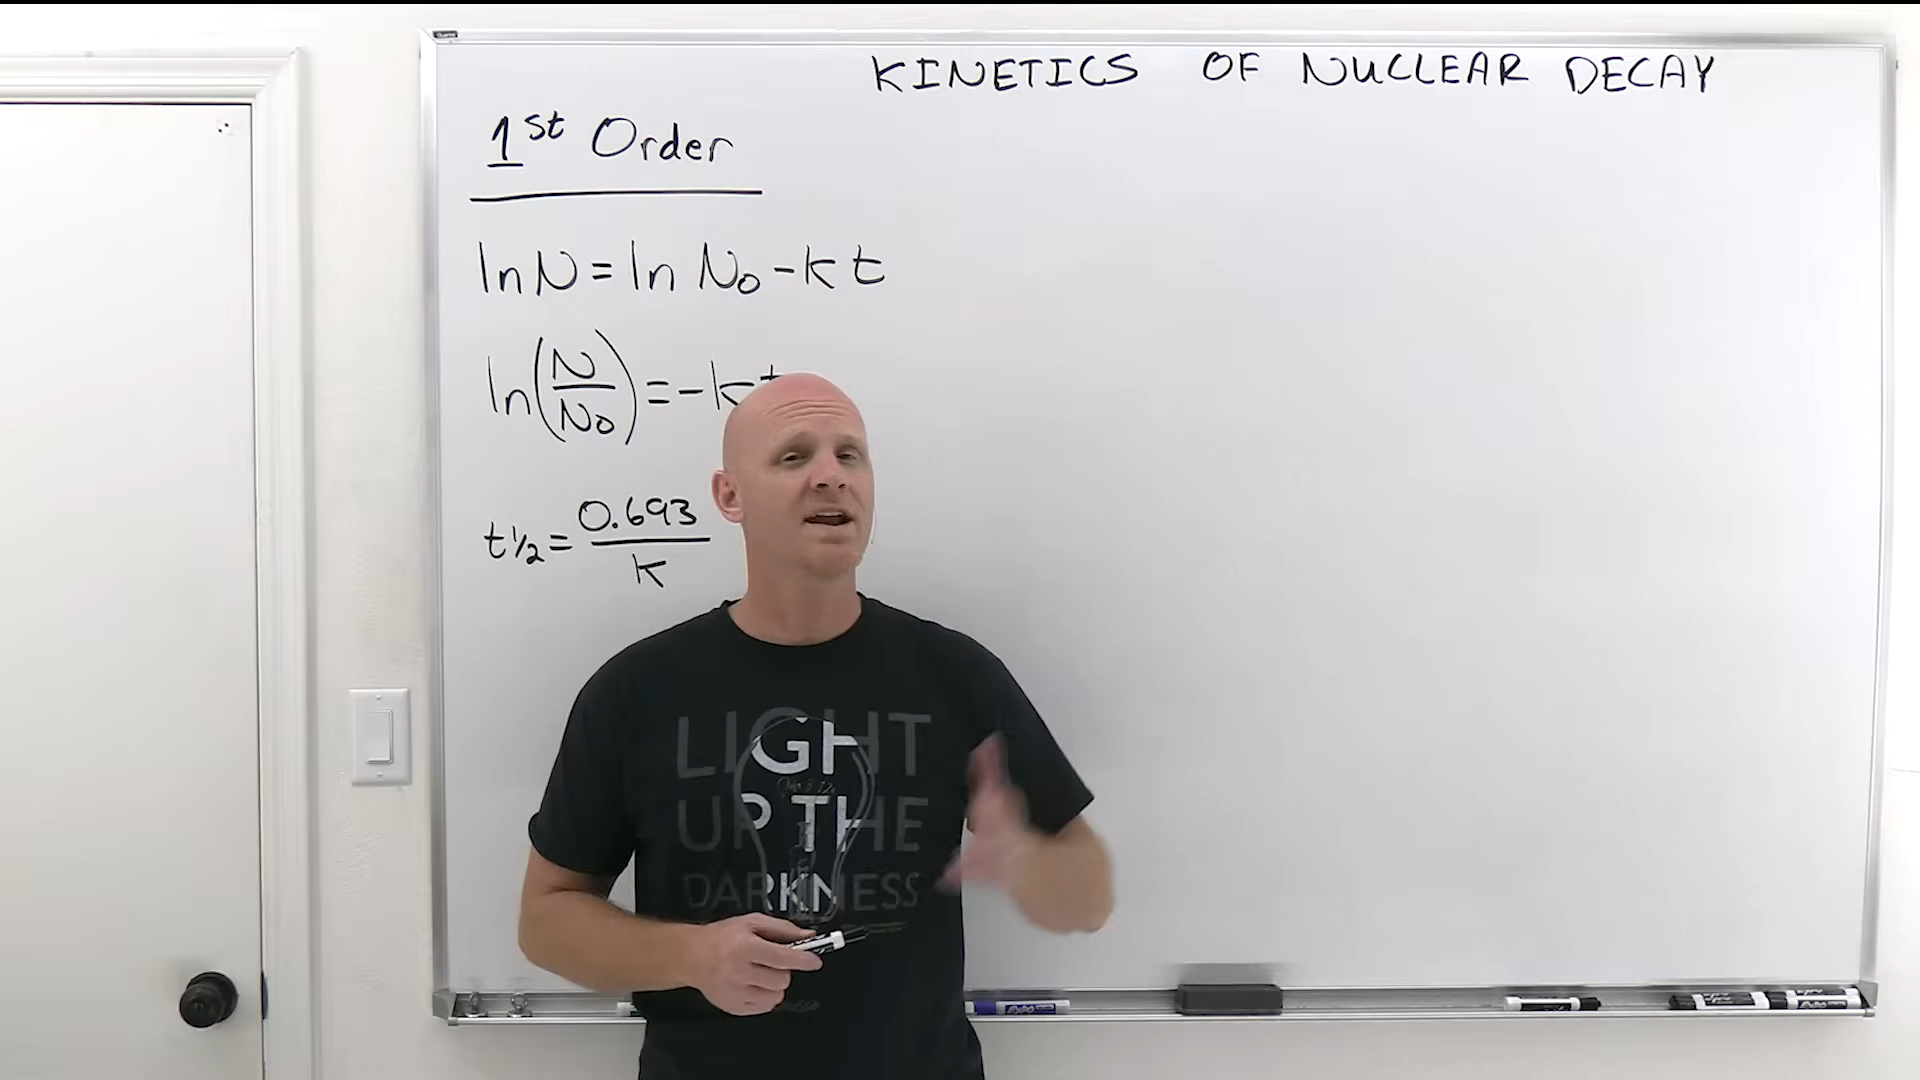 KINETICS OF NUCLEAR DECAY
1st Order
ln N = ln N₀ - kt
ln(N/N₀) = -kt
t½ = 0.693/k
LIGHT
UP THE
DARKNESS
EXPO